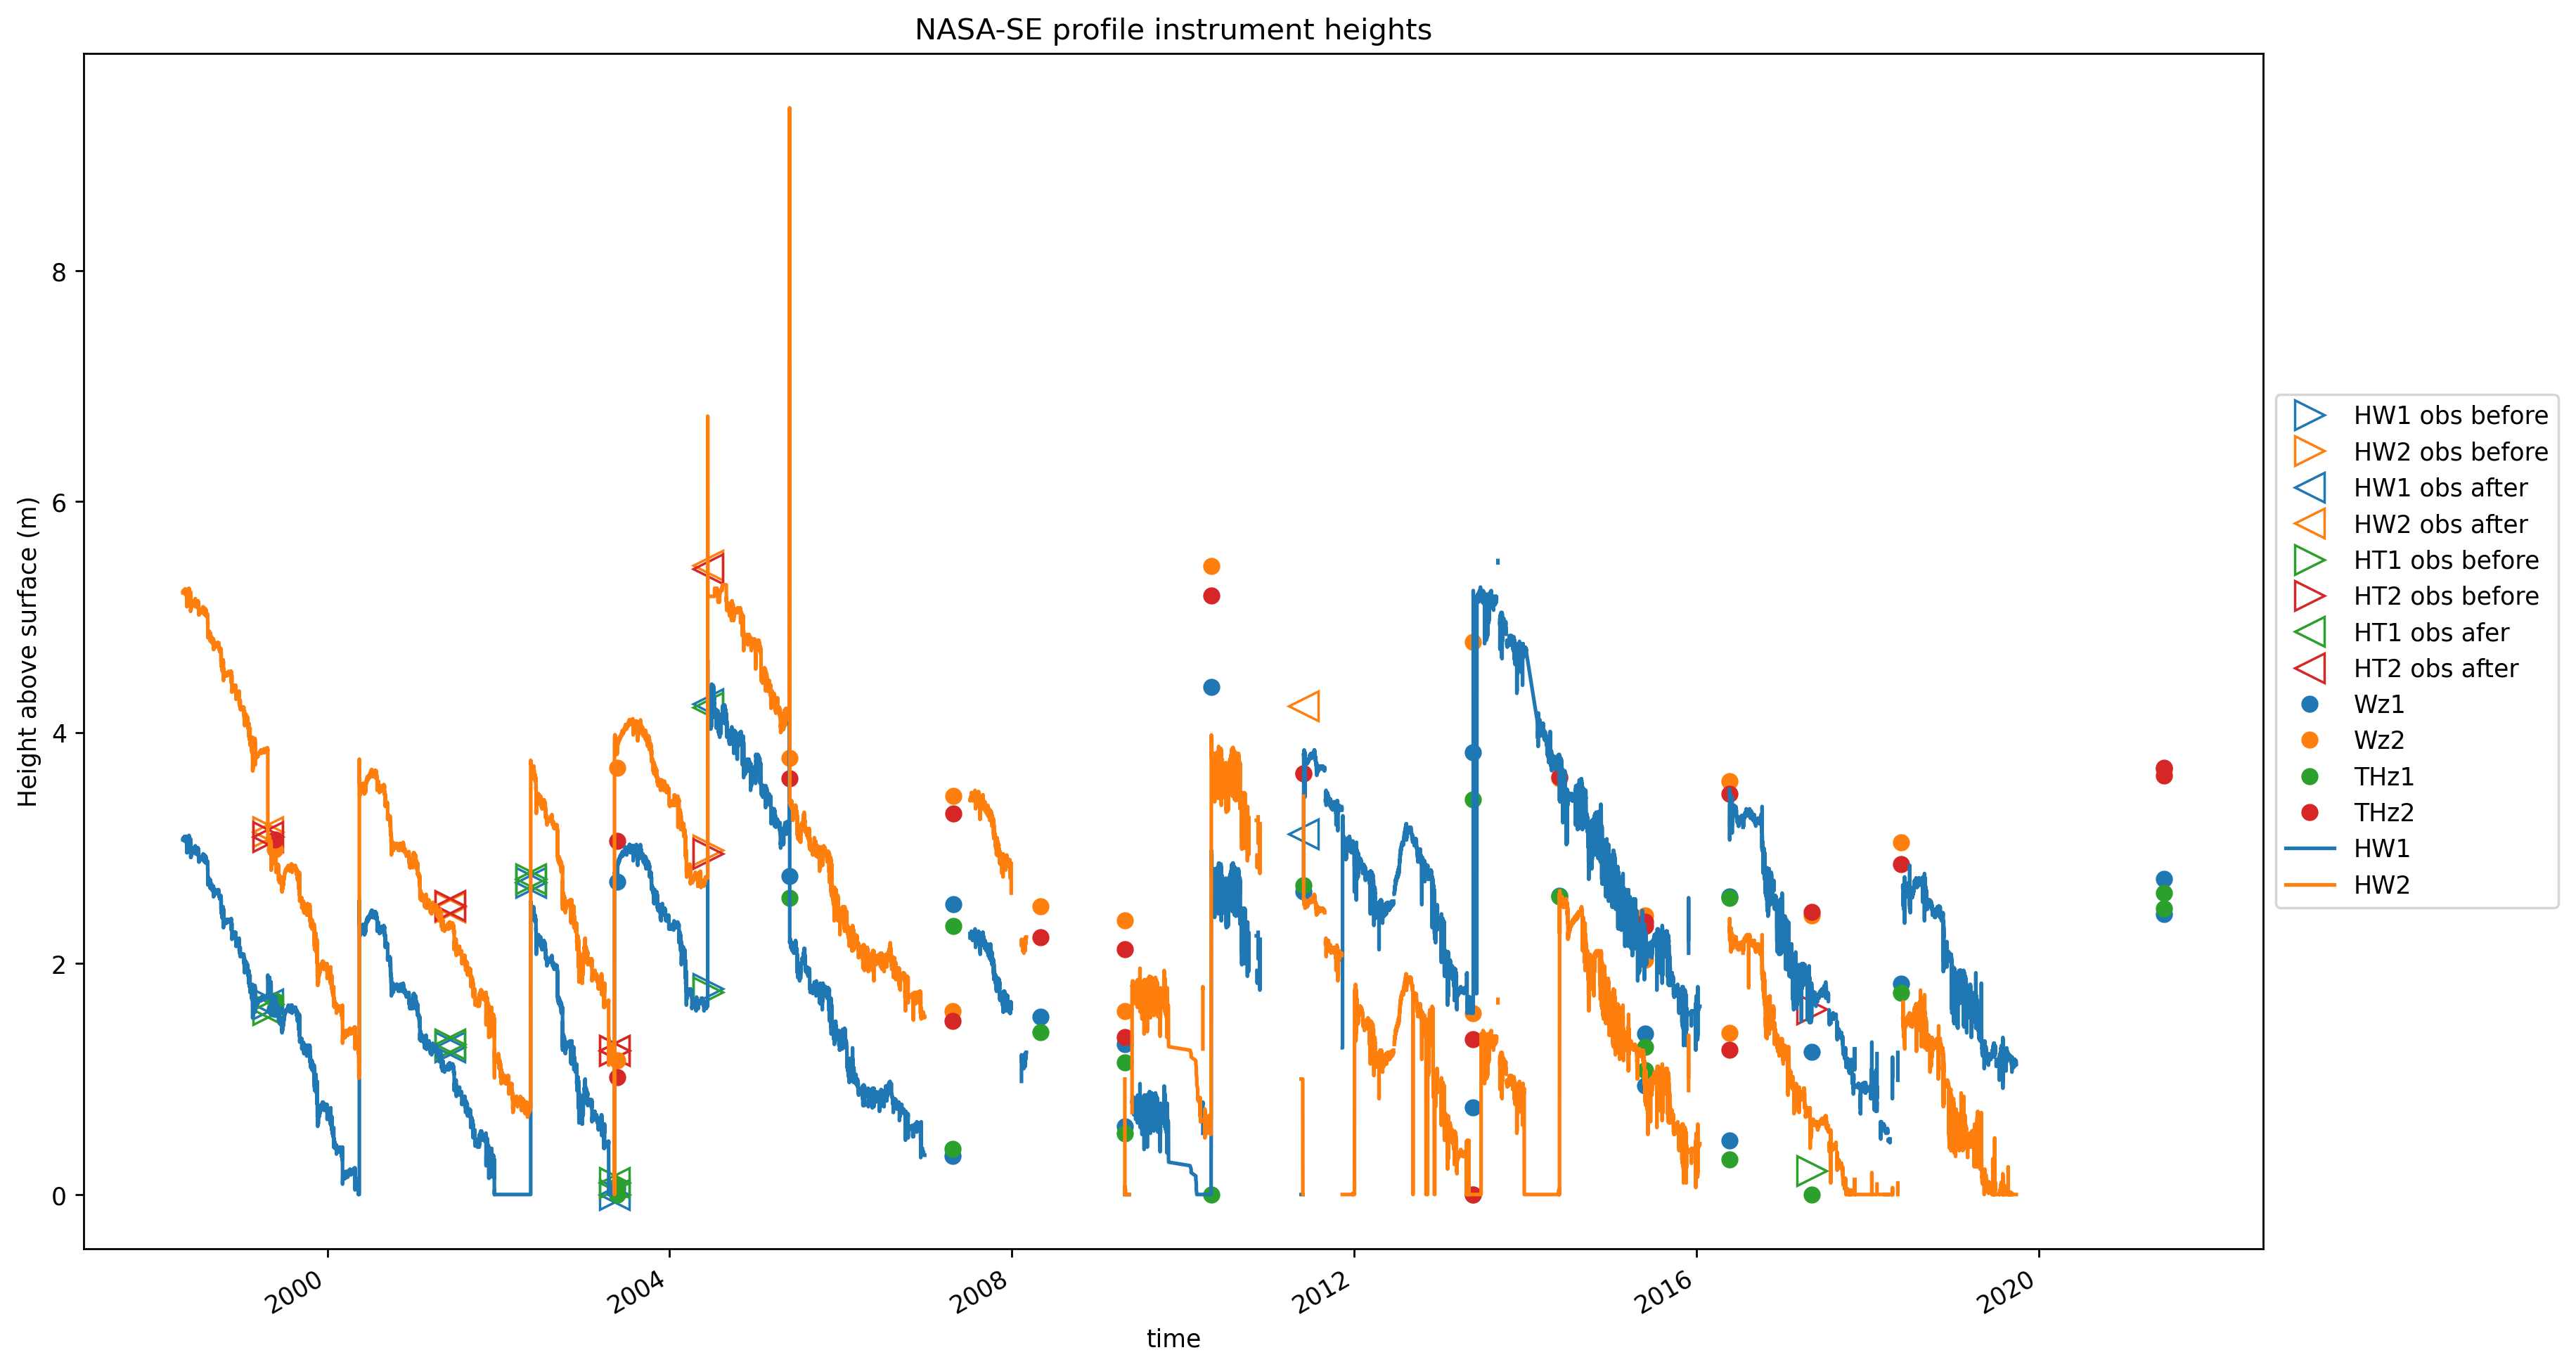 NASA-SE profile instrument heights
Height above surface (m)
8
6
4
2
0
2000
2004
2008
2012
2016
2020
time
HW1 obs before
HW2 obs before
HW1 obs after
HW2 obs after
HT1 obs before
HT2 obs before
HT1 obs afer
HT2 obs after
Wz1
Wz2
THz1
THz2
HW1
HW2